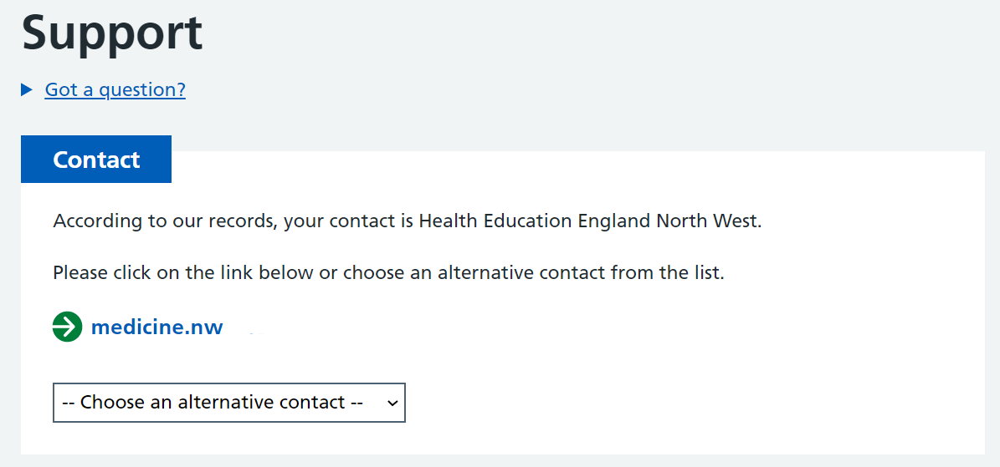 Support
Got a question?
Contact
According to our records, your contact is Health Education England North West.
Please click on the link below or choose an alternative contact from the list.
medicine.nw
-- Choose an alternative contact --